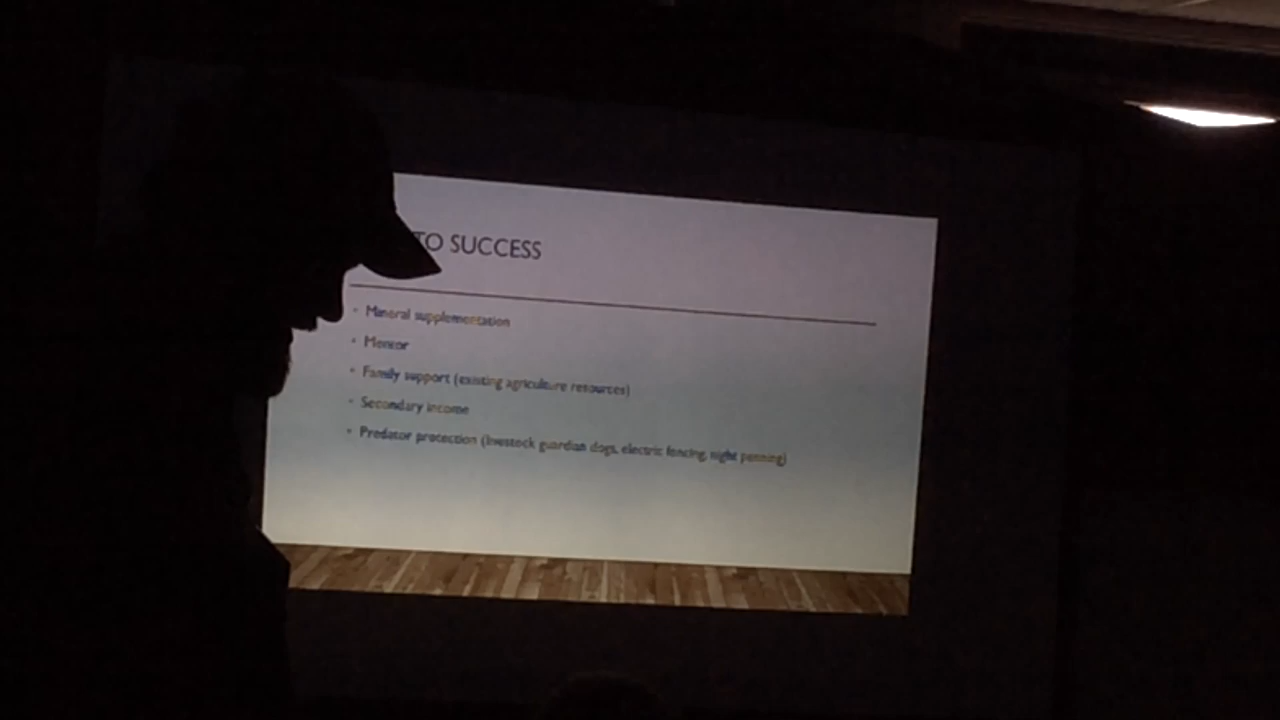 TO SUCCESS
• Mineral supplementation
• Mentor
• Family support (existing agriculture resources)
• Secondary income
• Predator protection (livestock guardian dogs, electric fencing, night penning)